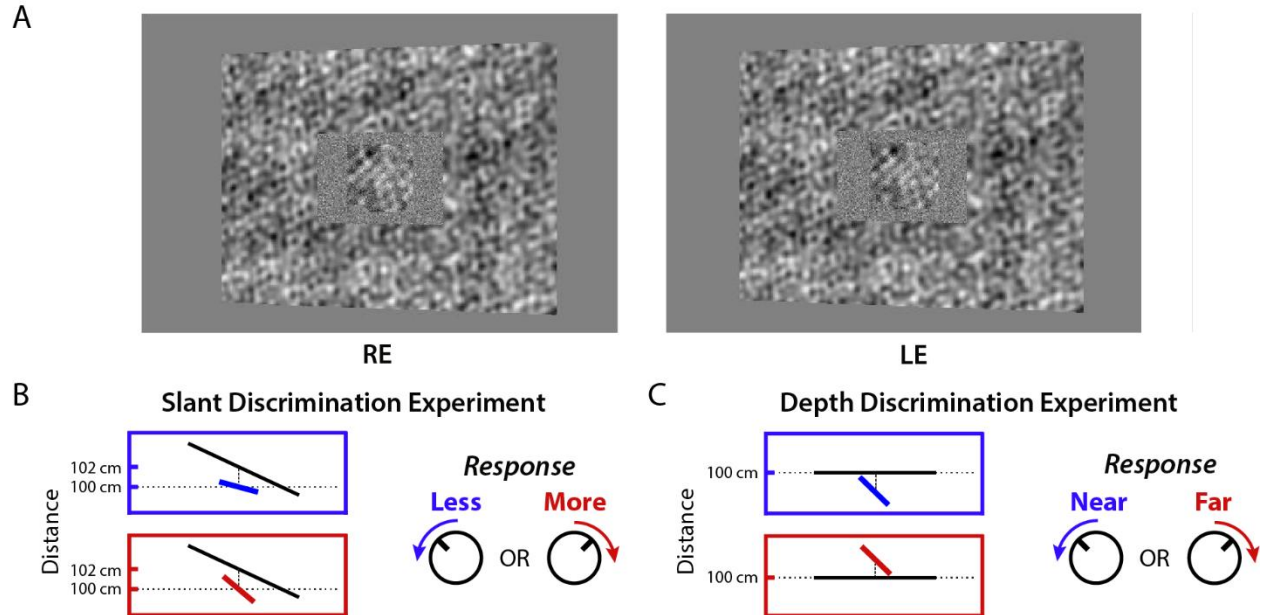 A
RE
LE
B
Slant Discrimination Experiment
Distance
102 cm
100 cm
102 cm
100 cm
Response
Less
More
OR
C
Depth Discrimination Experiment
Distance
100 cm
100 cm
Response
Near
Far
OR